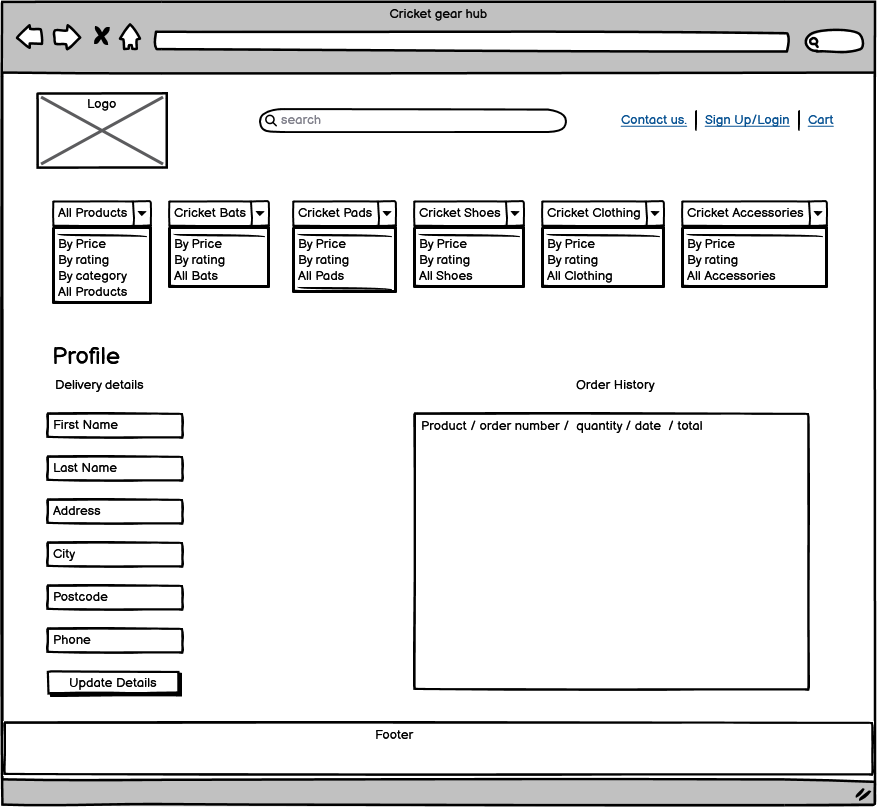 Cricket gear hub
Logo
search
Contact us. Sign Up/Login Cart
All Products Cricket Bats Cricket Pads Cricket Shoes Cricket Clothing Cricket Accessories
By Price By Price By Price By Price By Price By Price
By rating By rating By rating By rating By rating By rating
By category All Bats All Pads All Shoes All Clothing All Accessories
All Products
Profile
Delivery details Order History
First Name Product / order number / quantity / date / total
Last Name
Address
City
Postcode
Phone
Update Details
Footer